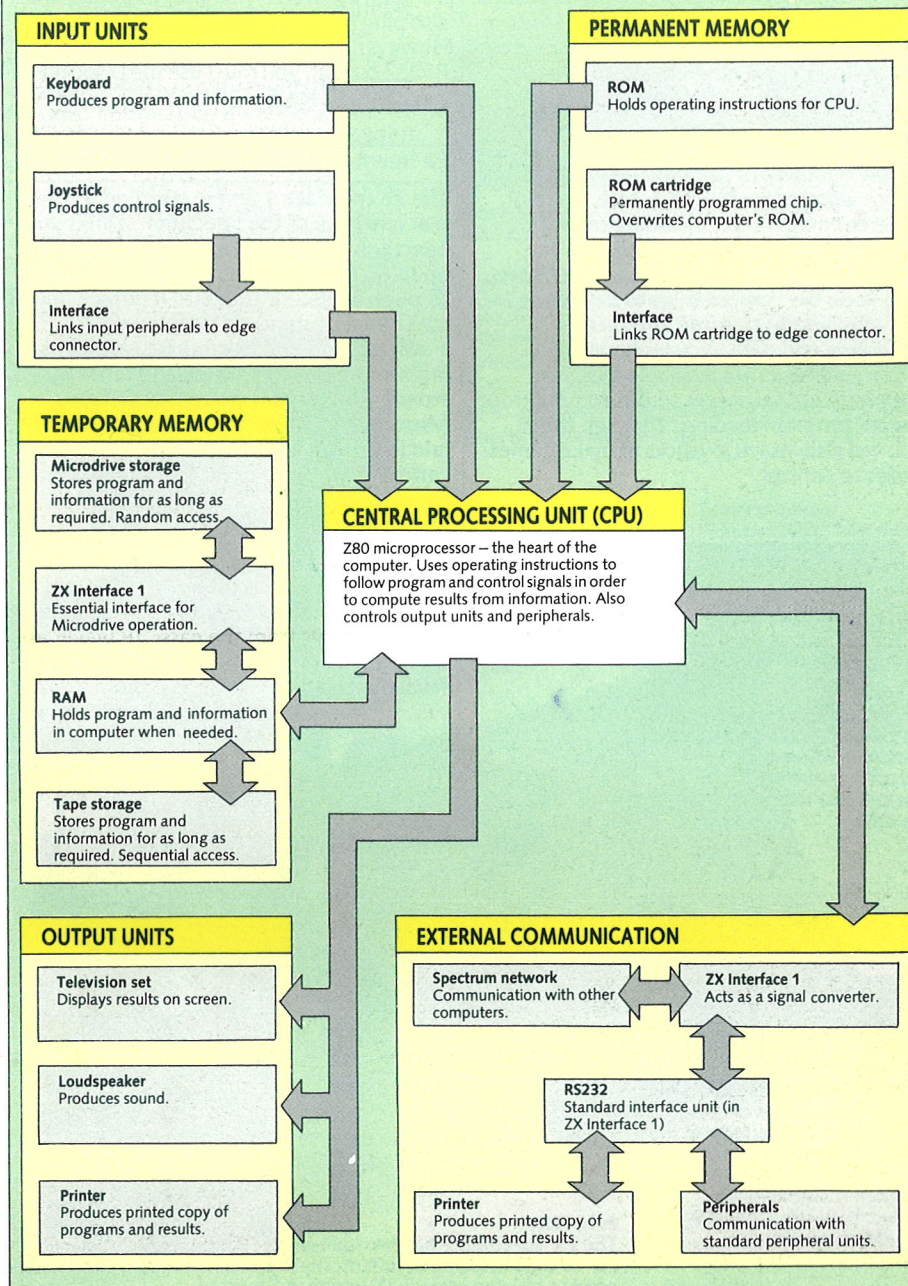 INPUT UNITS
Keyboard
Produces program and information.
Joystick
Produces control signals.
Interface
Links input peripherals to edge
connector.
PERMANENT MEMORY
ROM
Holds operating instructions for CPU.
ROM cartridge
Permanently programmed chip.
Overwrites computer's ROM.
Interface
Links ROM cartridge to edge connector.
TEMPORARY MEMORY
Microdrive storage
Stores program and
information for as long as
required. Random access.
ZX Interface 1
Essential interface for
Microdrive operation.
RAM
Holds program and information
in computer when needed.
Tape storage
Stores program and
information for as long as
required. Sequential access.
CENTRAL PROCESSING UNIT (CPU)
Z80 microprocessor – the heart of the
computer. Uses operating instructions to
follow program and control signals in order
to compute results from information. Also
controls output units and peripherals.
OUTPUT UNITS
Television set
Displays results on screen.
Loudspeaker
Produces sound.
Printer
Produces printed copy of
programs and results.
EXTERNAL COMMUNICATION
Spectrum network
Communication with other
computers.
ZX Interface 1
Acts as a signal converter.
RS232
Standard interface unit (in
ZX Interface 1)
Printer
Produces printed copy of
programs and results.
Peripherals
Communication with
standard peripheral units.